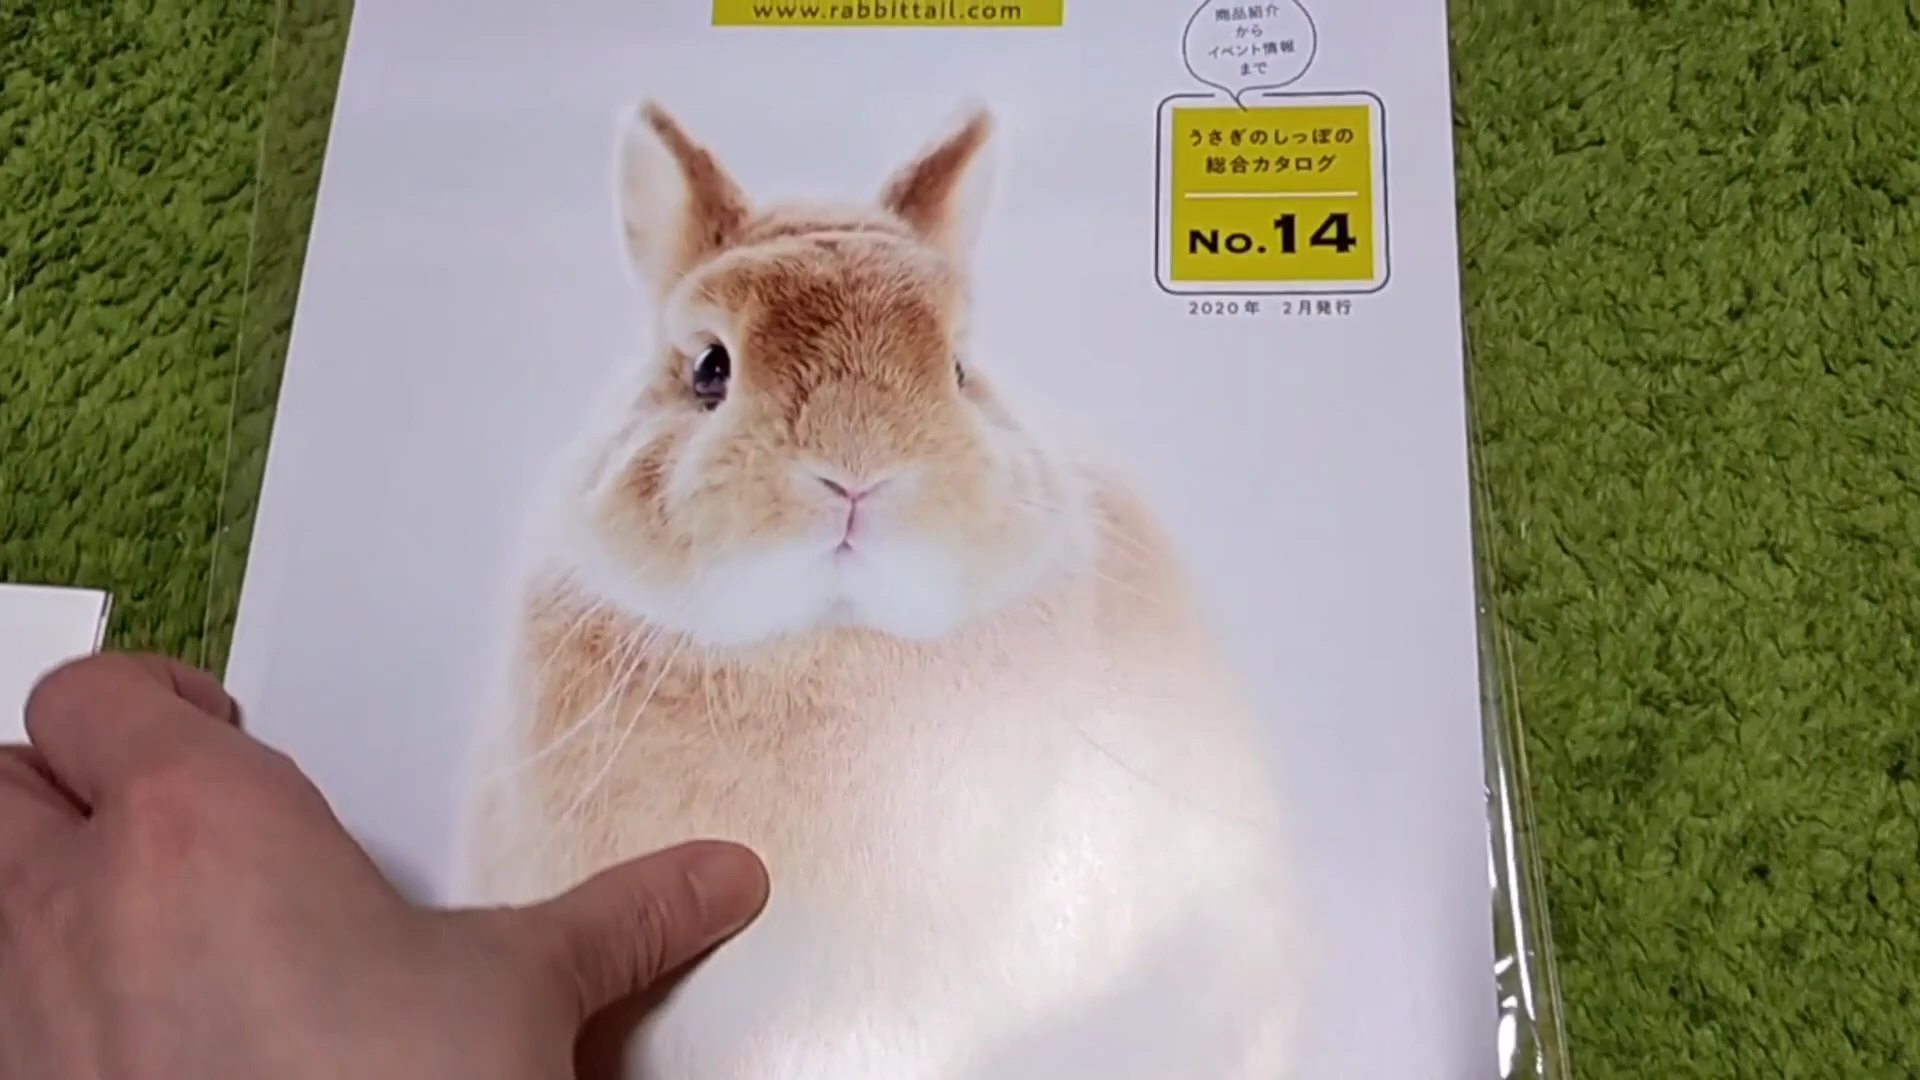 www.rabbittail.com
商品紹介
から
イベント情報
まで
うさぎのしっぽの
総合カタログ
No.14
2020年 2月発行